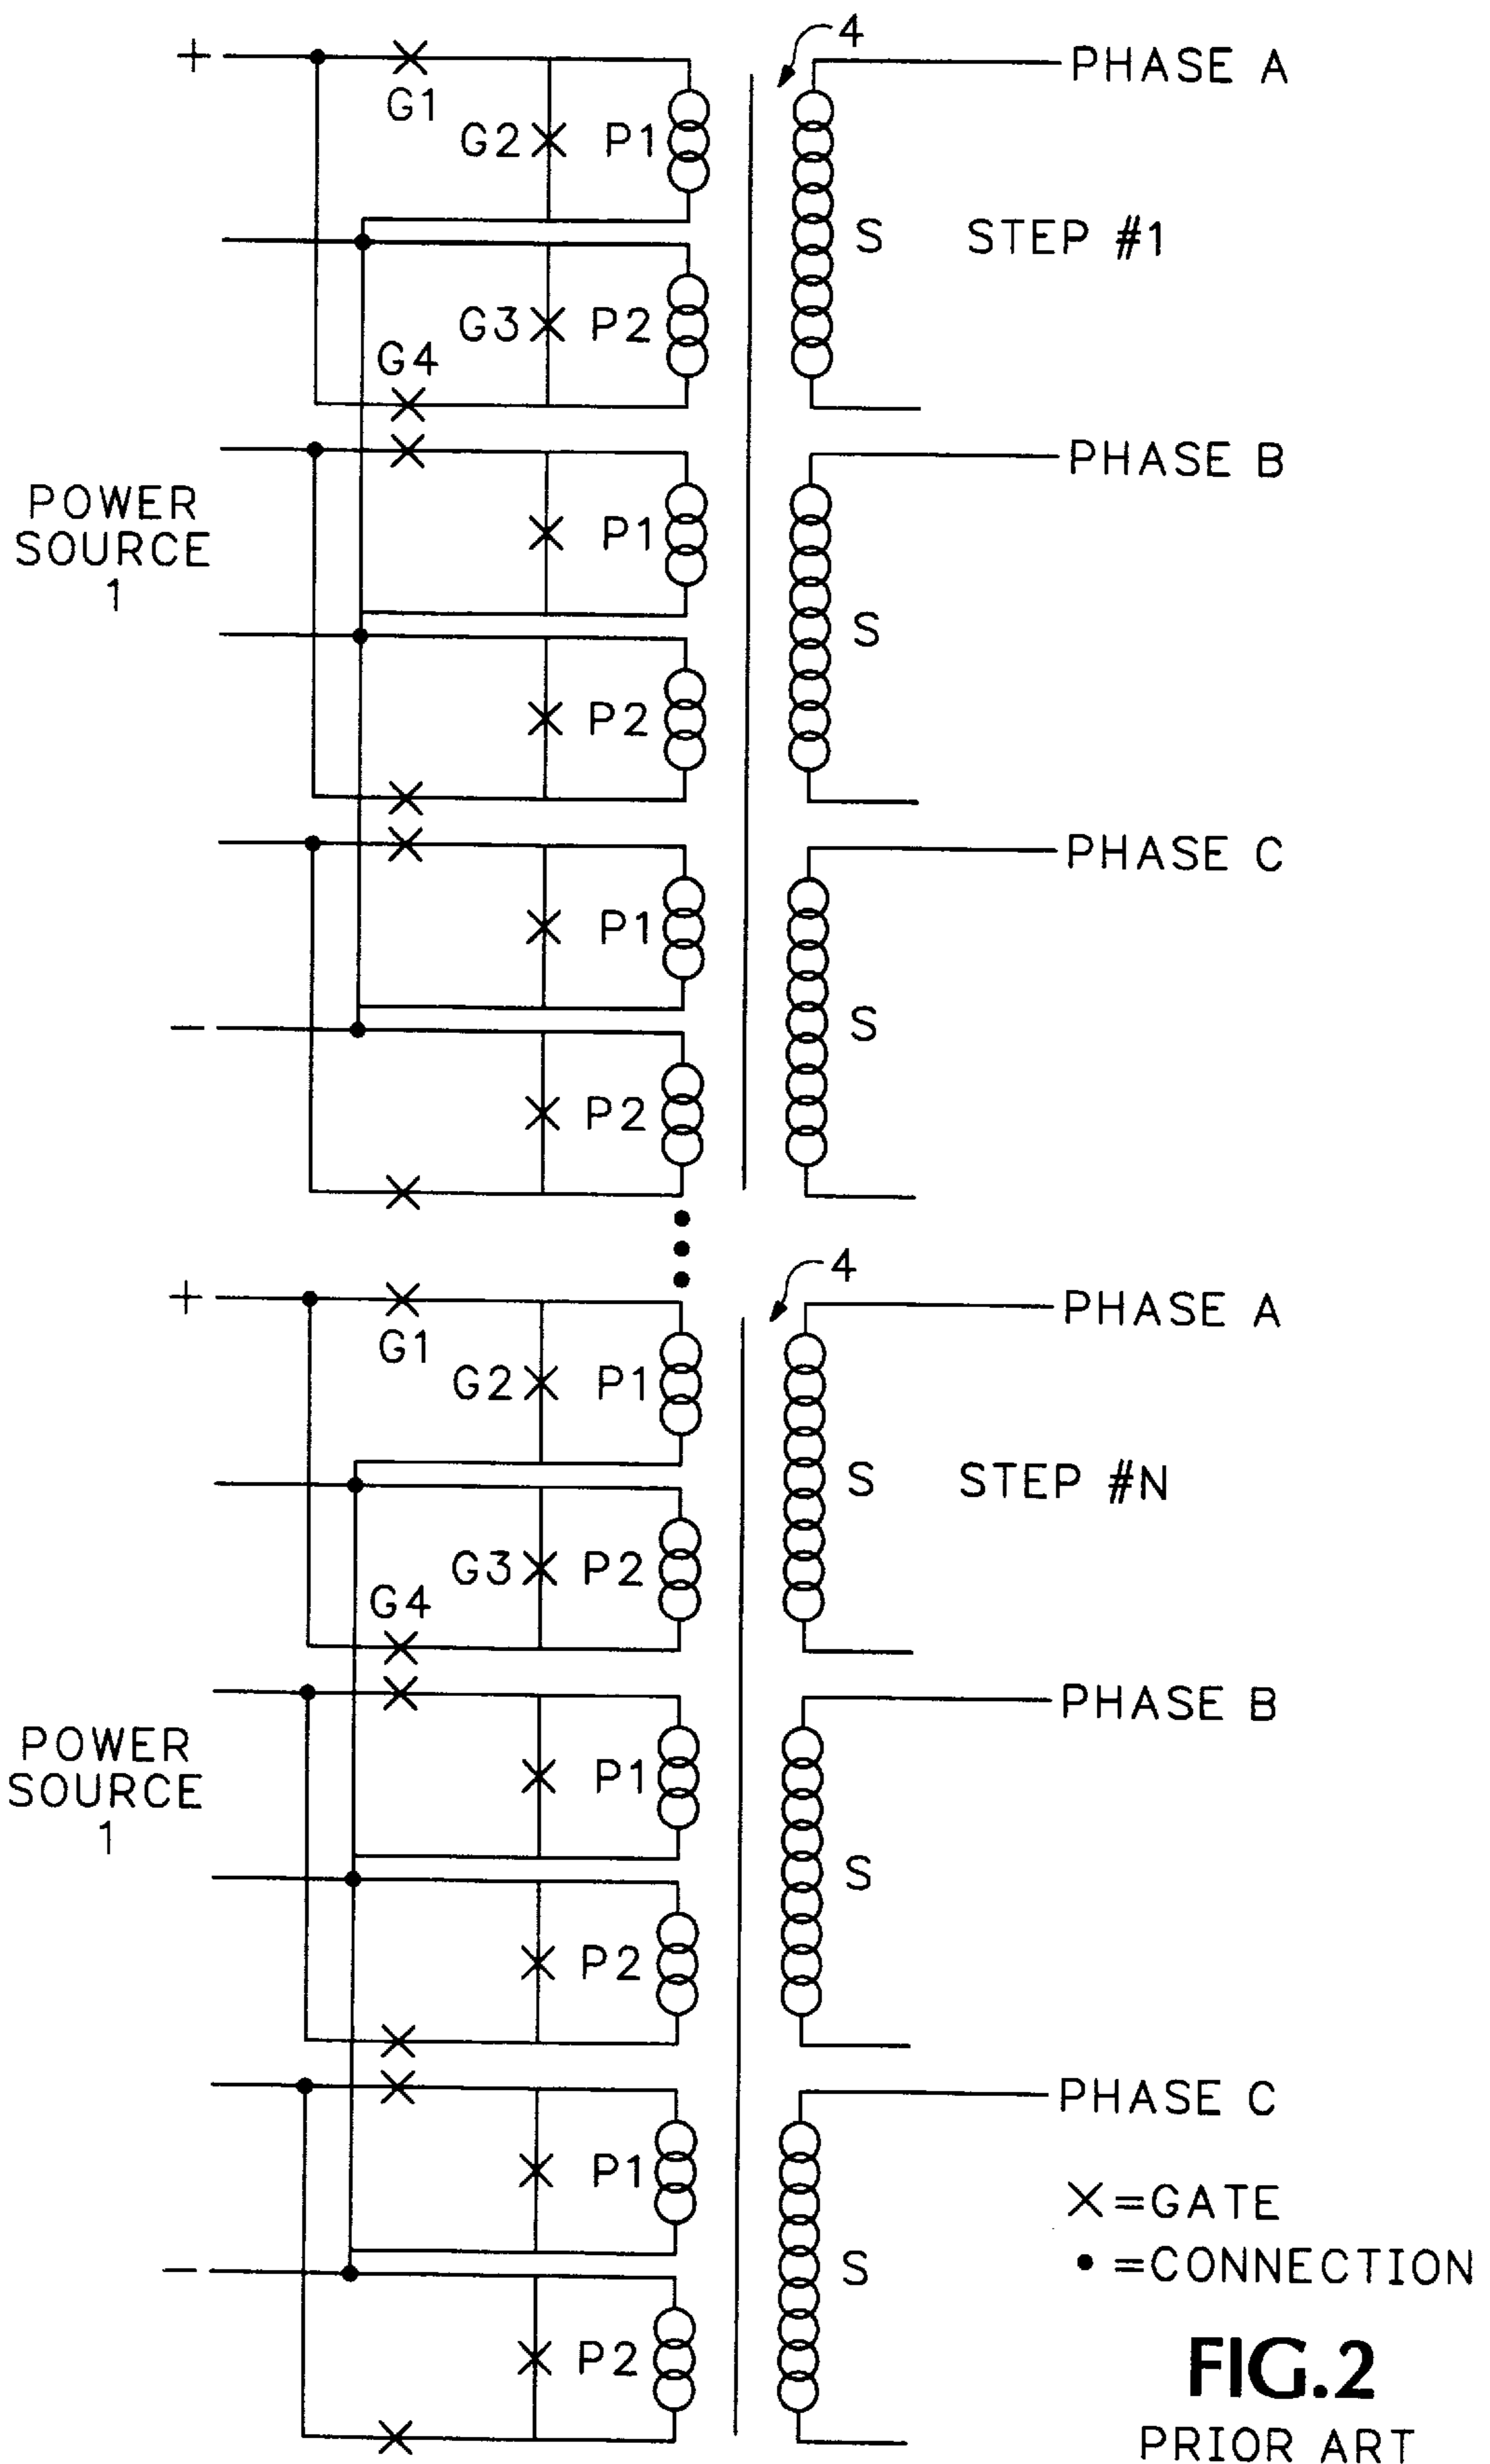 4
+
PHASE A
G1
G2
P1
S
STEP #1
G3
P2
G4
PHASE B
POWER
SOURCE
1
P1
S
P2
PHASE C
P1
S
−
P2
4
+
PHASE A
G1
G2
P1
S
STEP #N
G3
P2
G4
PHASE B
POWER
SOURCE
1
P1
S
P2
PHASE C
P1
X =GATE
S
• =CONNECTION
−
P2
FIG.2
PRIOR ART